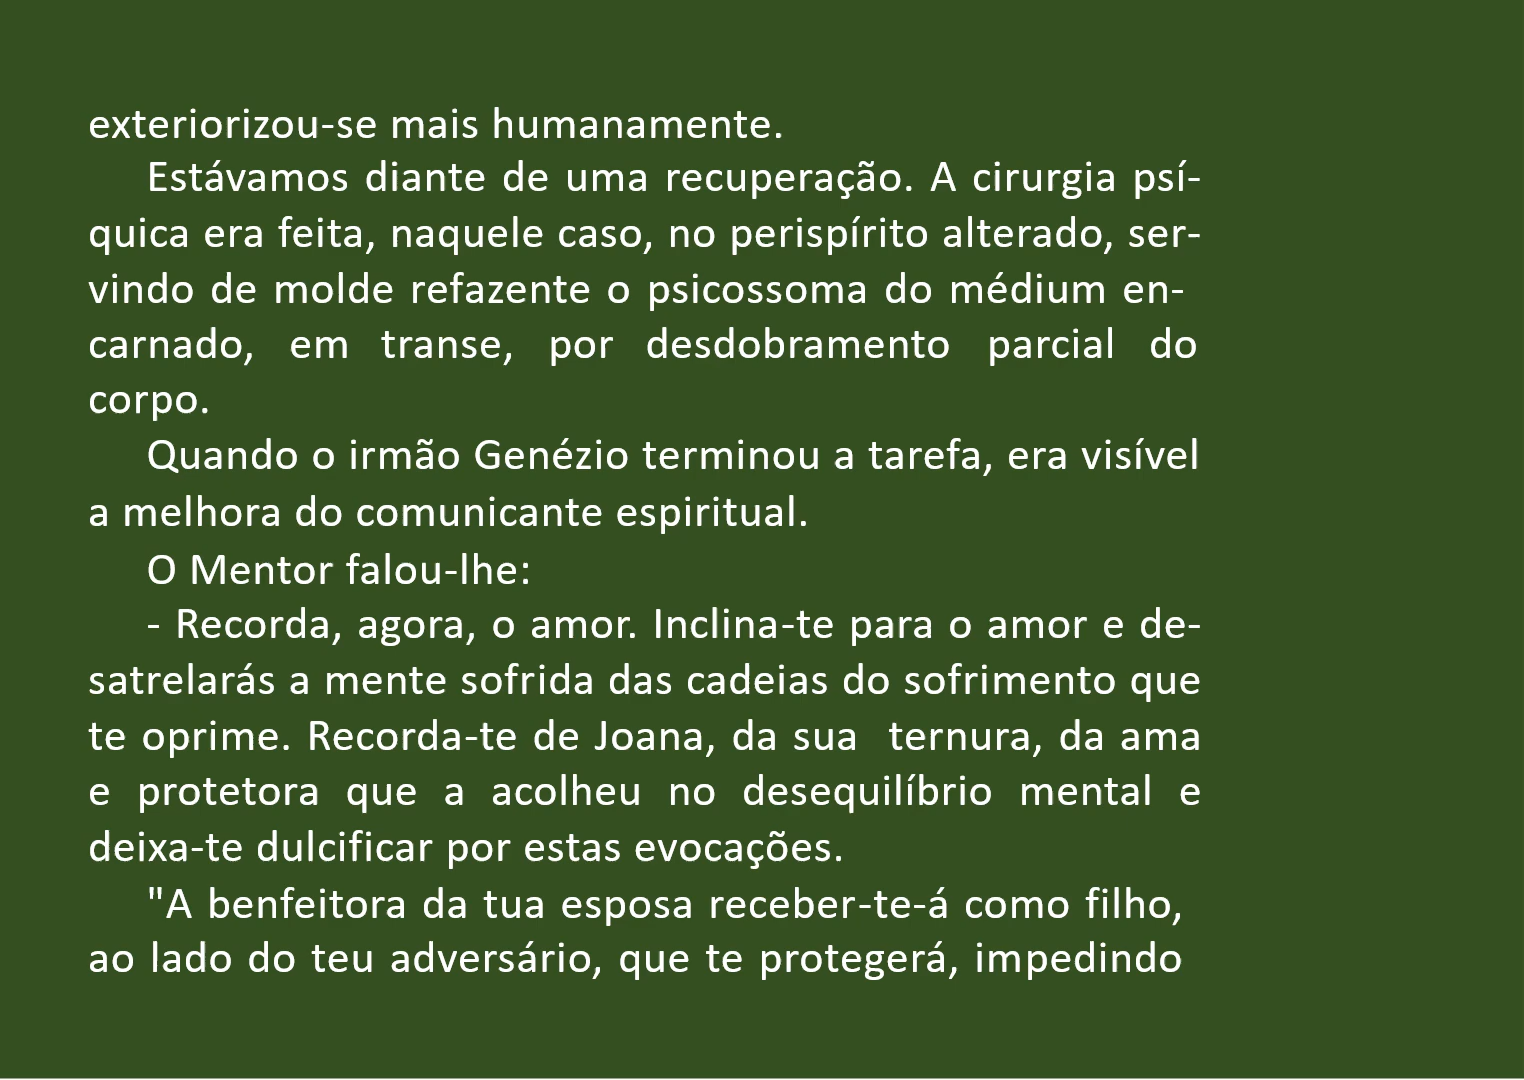 exteriorizou-se mais humanamente.
Estávamos diante de uma recuperação. A cirurgia psí-
quica era feita, naquele caso, no perispírito alterado, ser-
vindo de molde refazente o psicossoma do médium en-
carnado, em transe, por desdobramento parcial do
corpo.
Quando o irmão Genézio terminou a tarefa, era visível
a melhora do comunicante espiritual.
O Mentor falou-lhe:
- Recorda, agora, o amor. Inclina-te para o amor e de-
satrelarás a mente sofrida das cadeias do sofrimento que
te oprime. Recorda-te de Joana, da sua ternura, da ama
e protetora que a acolheu no desequilíbrio mental e
deixa-te dulcificar por estas evocações.
"A benfeitora da tua esposa receber-te-á como filho,
ao lado do teu adversário, que te protegerá, impedindo